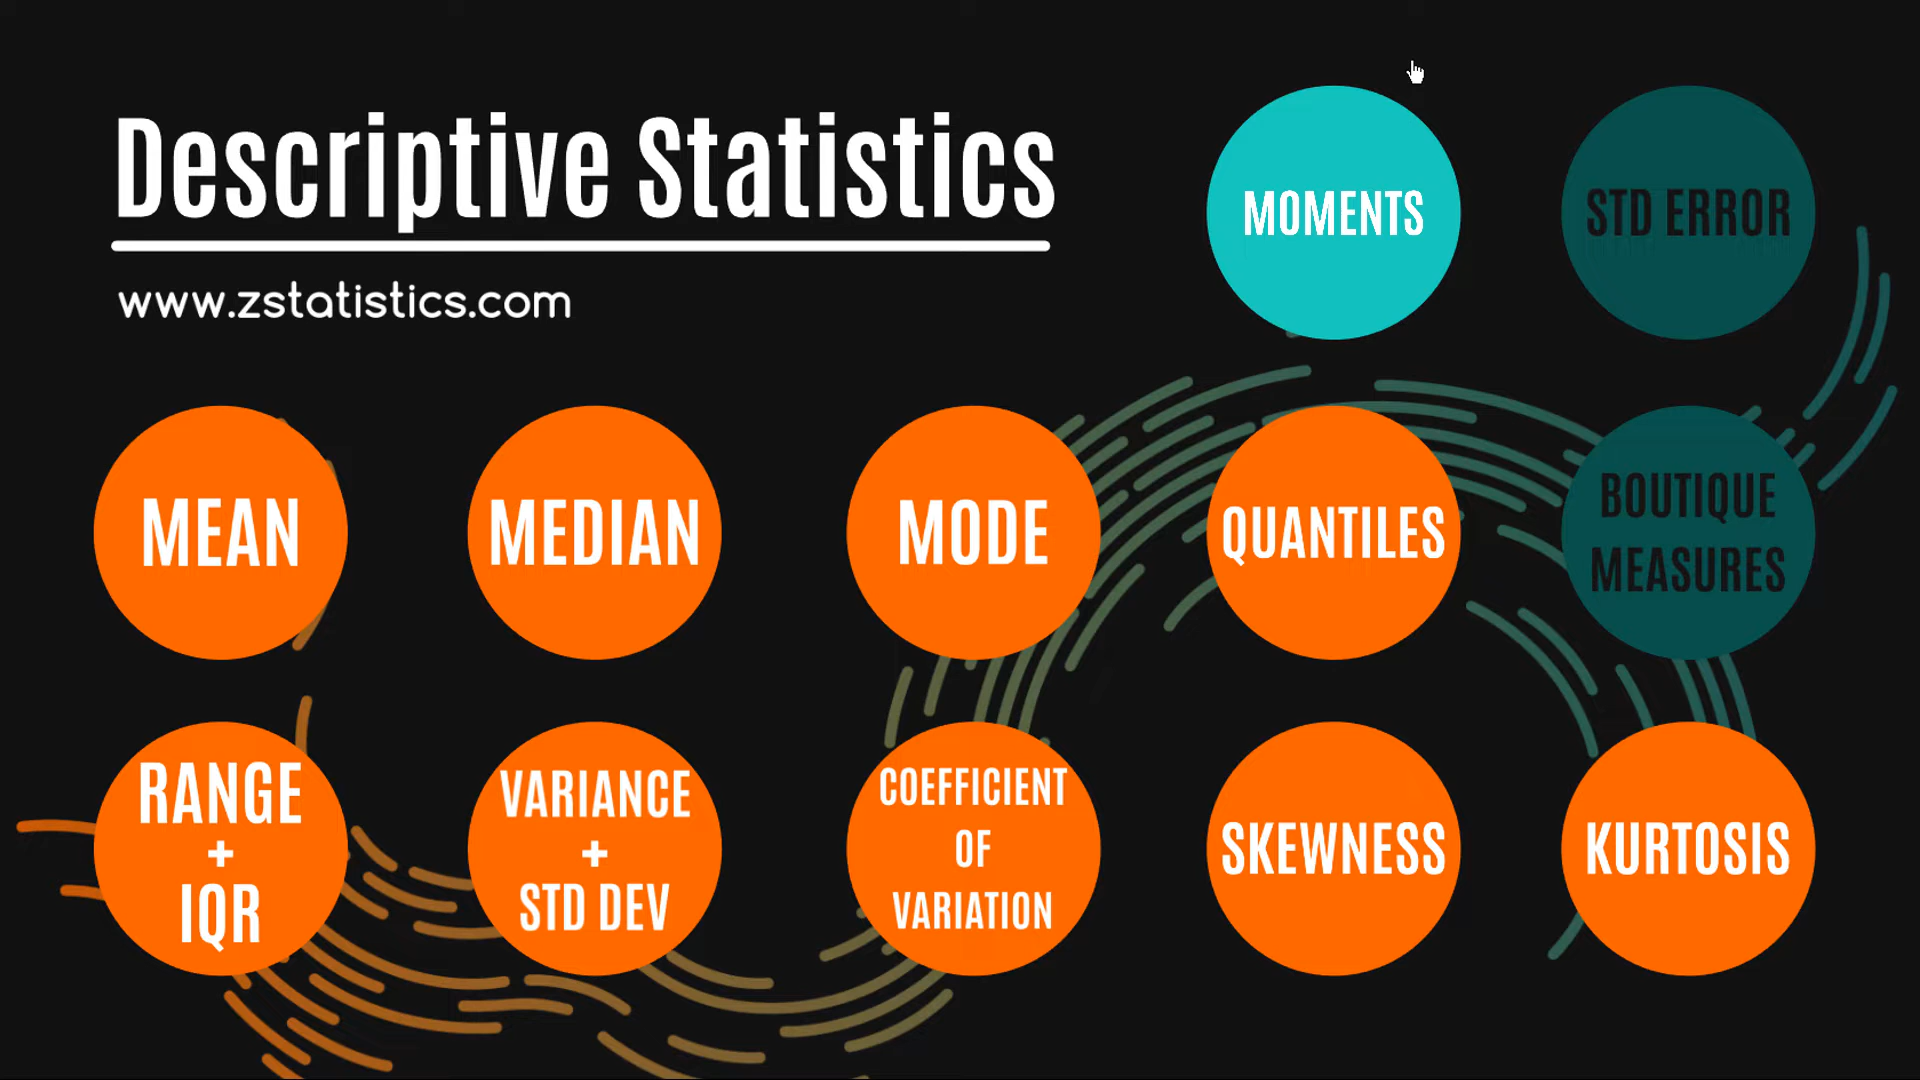 Descriptive Statistics
www.zstatistics.com
MOMENTS
STD ERROR
MEAN
MEDIAN
MODE
QUANTILES
BOUTIQUE
MEASURES
RANGE
+
IQR
VARIANCE
+
STD DEV
COEFFICIENT
OF
VARIATION
SKEWNESS
KURTOSIS